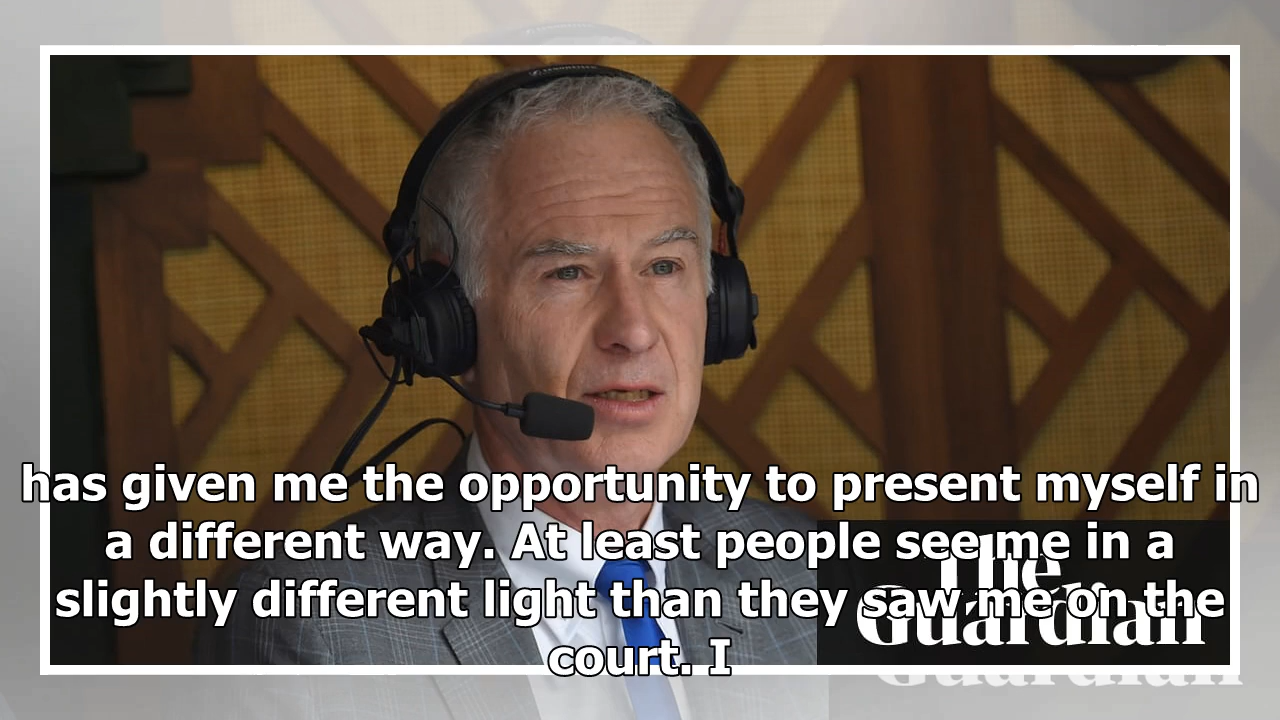 has given me the opportunity to present myself in
a different way. At least people see me in a
slightly different light than they saw me on the
court. I
The
Guardian
Guardian